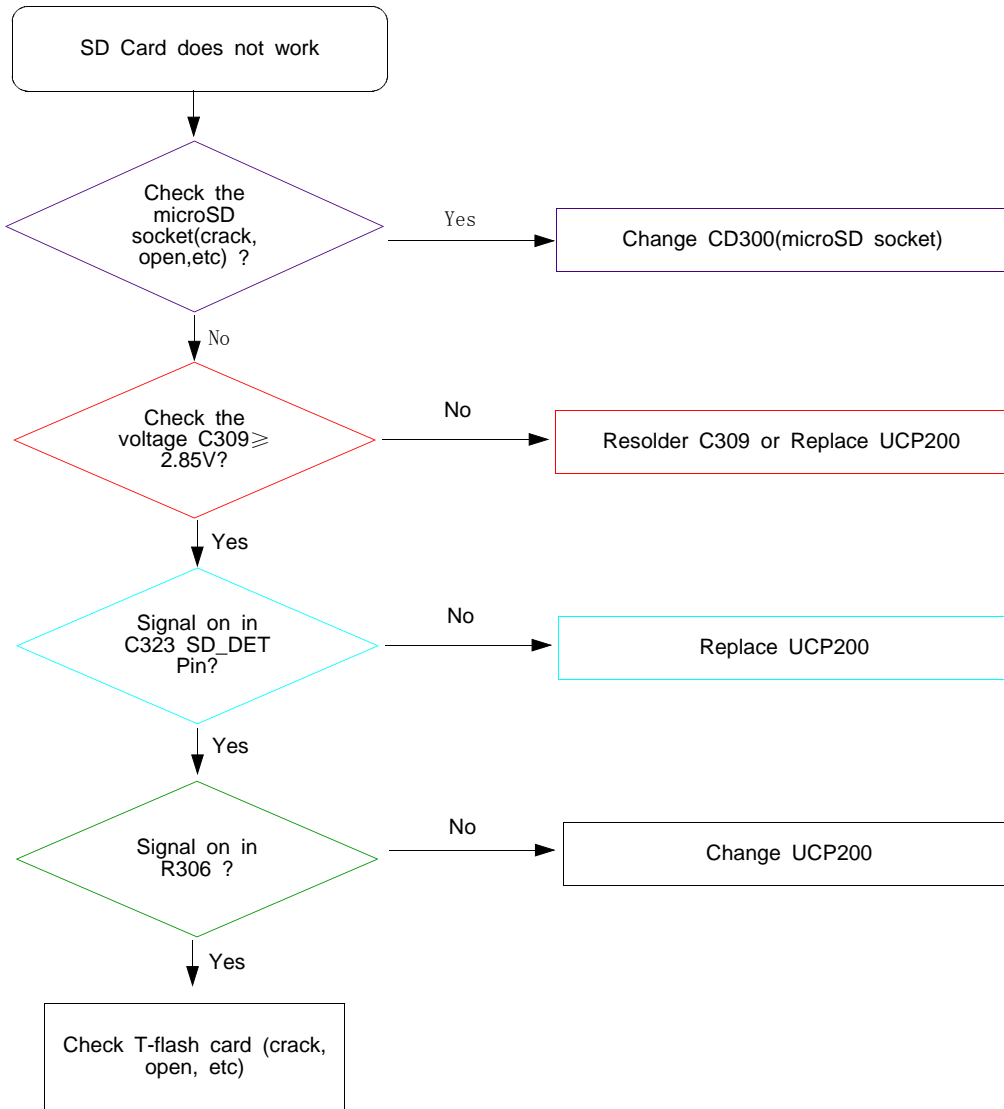 SD Card does not work
Check the
microSD
socket(crack,
open,etc) ?
Yes
Change CD300(microSD socket)
No
Check the
voltage C309≥
2.85V?
No
Resolder C309 or Replace UCP200
Yes
Signal on in
C323 SD_DET
Pin?
No
Replace UCP200
Yes
Signal on in
R306 ?
No
Change UCP200
Yes
Check T-flash card (crack,
open, etc)